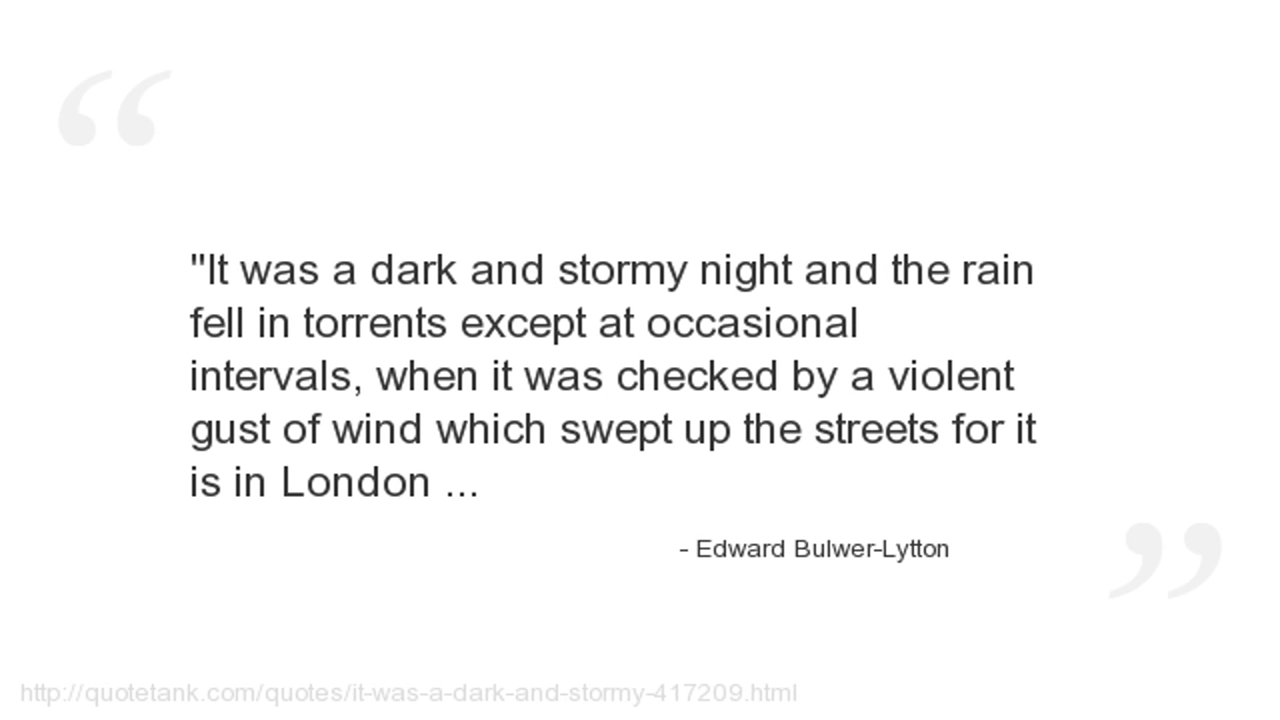 "It was a dark and stormy night and the rain
fell in torrents except at occasional
intervals, when it was checked by a violent
gust of wind which swept up the streets for it
is in London ...
- Edward Bulwer-Lytton
http://quotetank.com/quotes/it-was-a-dark-and-stormy-417209.html